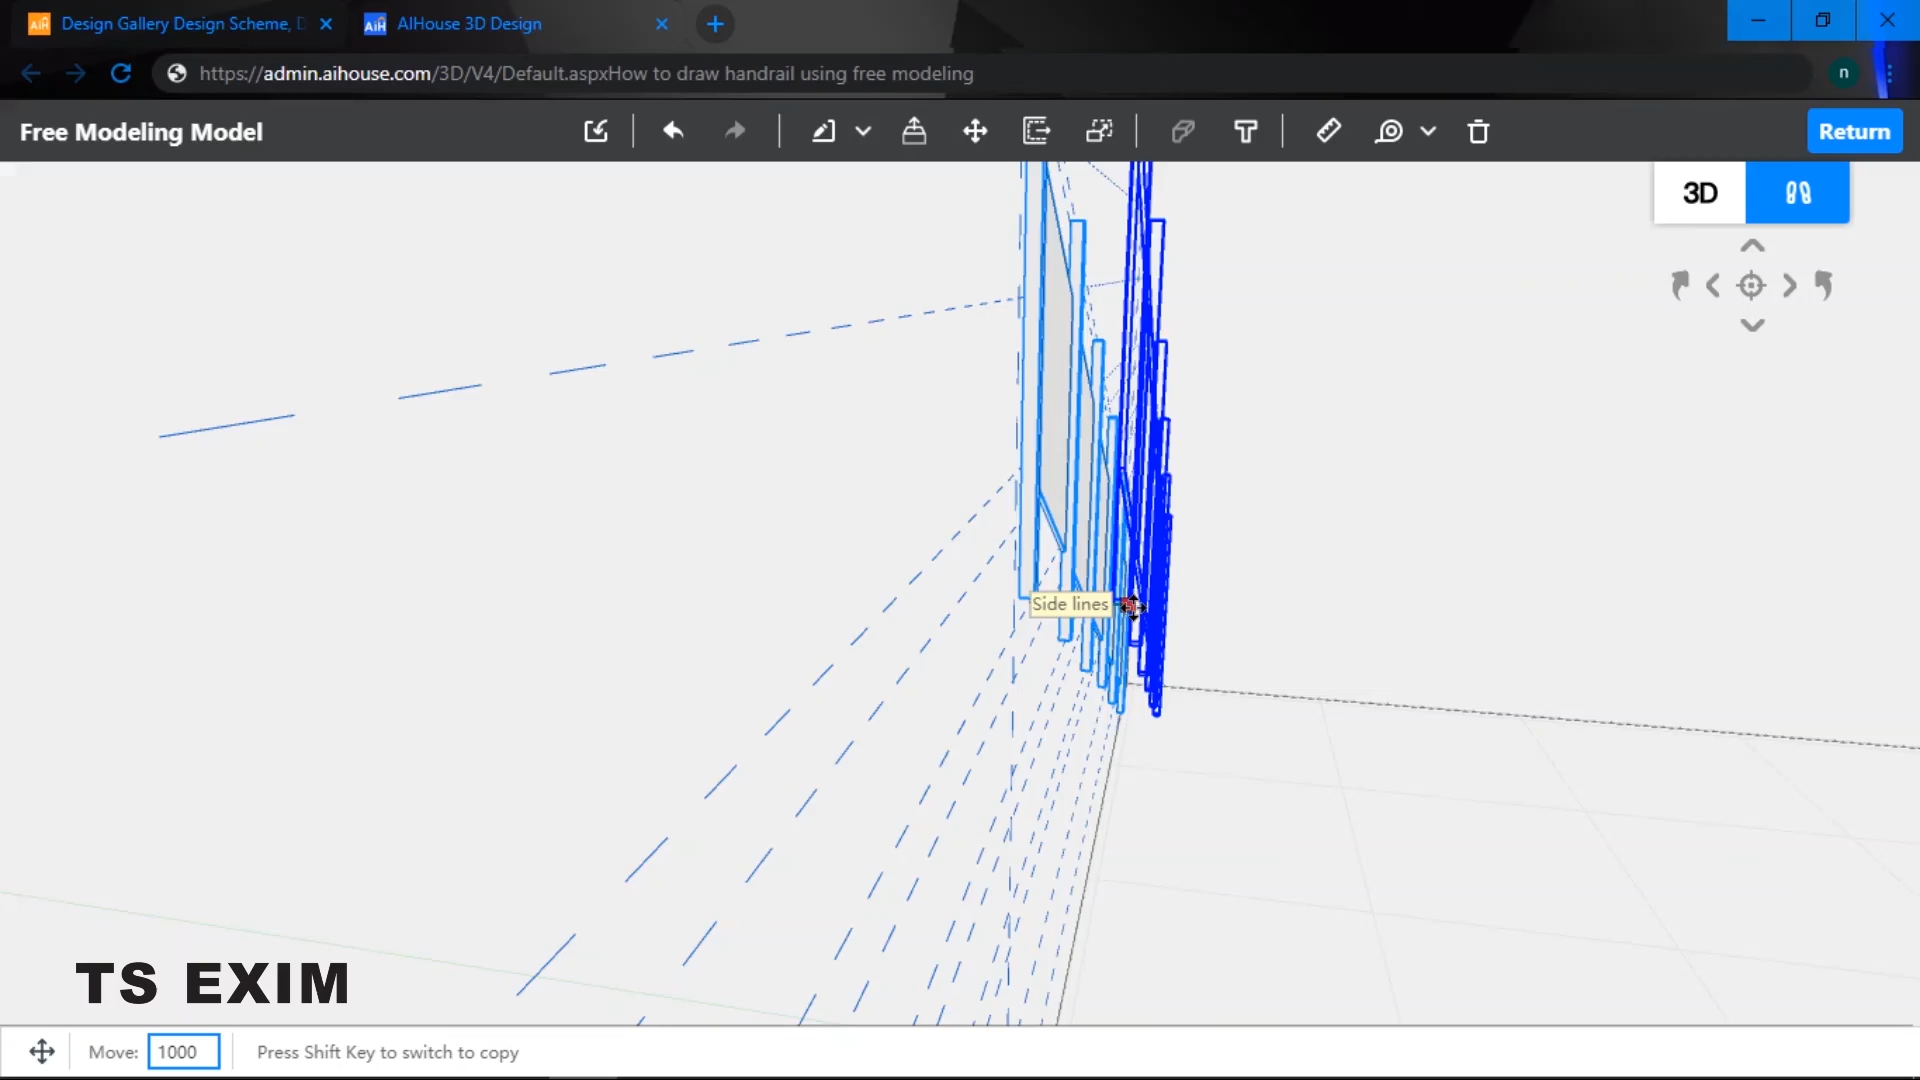 Design Gallery Design Scheme, D
AIHouse 3D Design
https://admin.aihouse.com/3D/V4/Default.aspxHow to draw handrail using free modeling
n
Free Modeling Model
Return
3D
Side lines
TS EXIM
Move: 1000 Press Shift Key to switch to copy